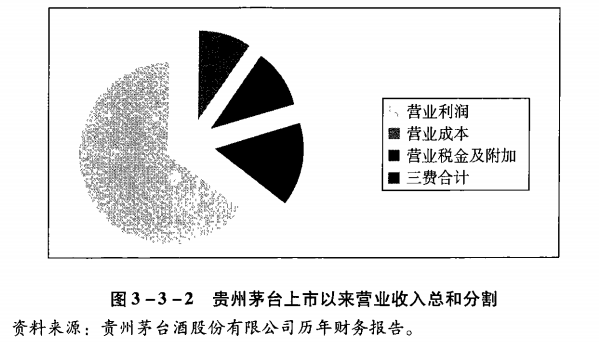 营业利润
营业成本
营业税金及附加
三费合计
图3-3-2 贵州茅台上市以来营业收入总和分割
资料来源：贵州茅台酒股份有限公司历年财务报告。